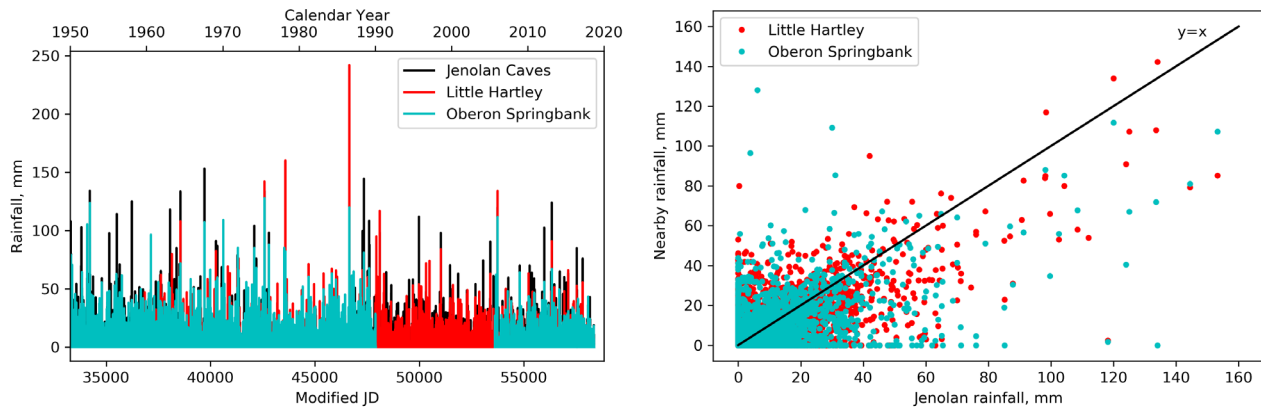 Calendar Year
1950 1960 1970 1980 1990 2000 2010 2020
250
200
150
100
50
0
Rainfall, mm
Jenolan Caves
Little Hartley
Oberon Springbank
35000 40000 45000 50000 55000
Modified JD
160
140
120
100
80
60
40
20
0
Nearby rainfall, mm
Little Hartley
Oberon Springbank
y=x
0 20 40 60 80 100 120 140 160
Jenolan rainfall, mm